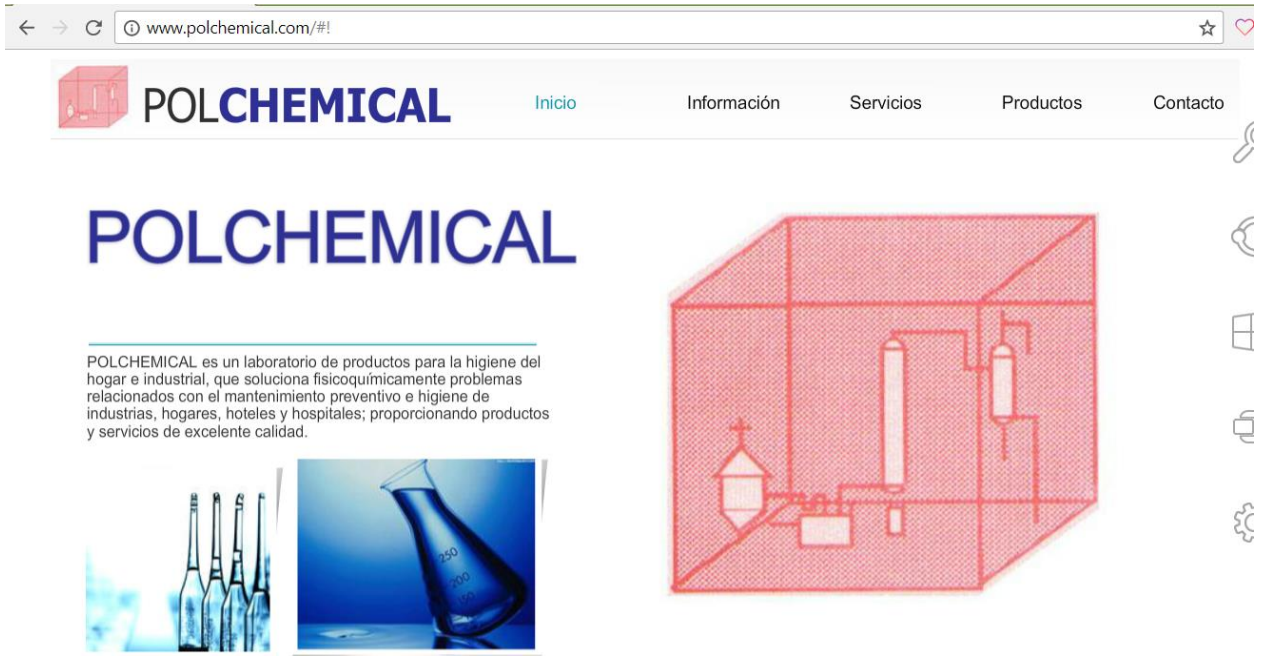 www.polchemical.com/#!
POLCHEMICAL
Inicio
Información
Servicios
Productos
Contacto
POLCHEMICAL
POLCHEMICAL es un laboratorio de productos para la higiene del
hogar e industrial, que soluciona fisicoquímicamente problemas
relacionados con el mantenimiento preventivo e higiene de
industrias, hogares, hoteles y hospitales; proporcionando productos
y servicios de excelente calidad.
250
200
150